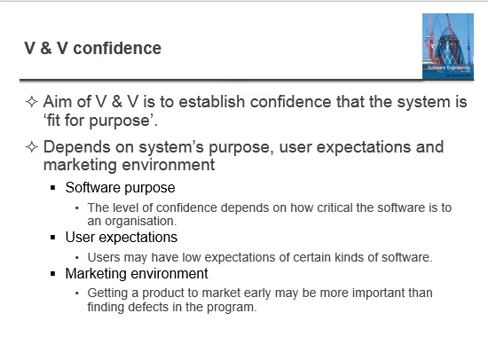 V & V confidence
Software Engineering
✧ Aim of V & V is to establish confidence that the system is
‘fit for purpose’.
✧ Depends on system’s purpose, user expectations and
marketing environment
▪ Software purpose
• The level of confidence depends on how critical the software is to
an organisation.
▪ User expectations
• Users may have low expectations of certain kinds of software.
▪ Marketing environment
• Getting a product to market early may be more important than
finding defects in the program.